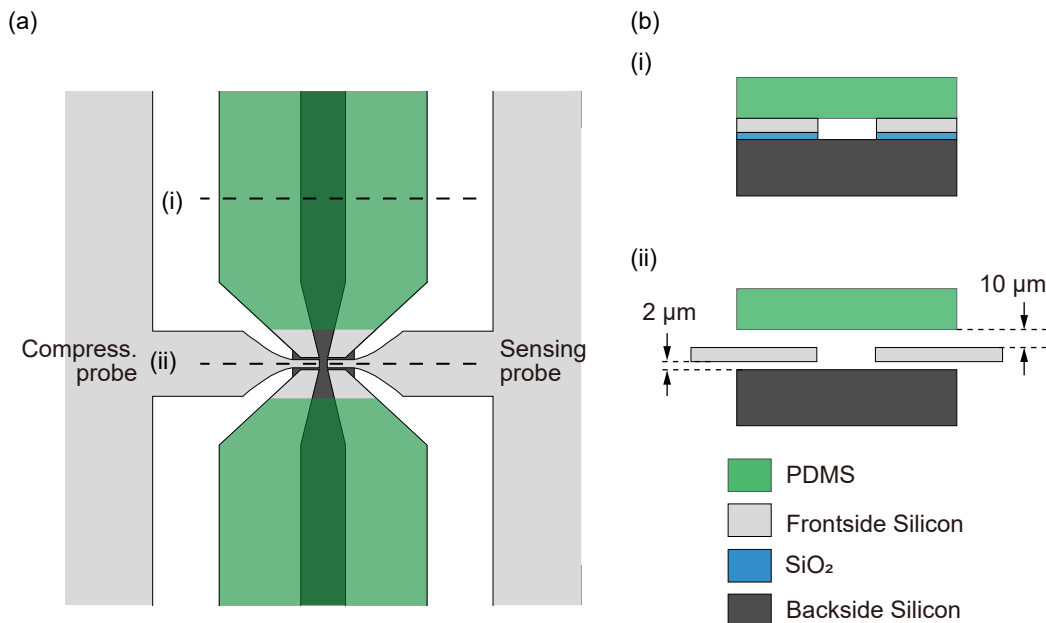 (a)
(i)
Compress.
probe
(ii)
Sensing
probe
(b)
(i)
(ii)
10 µm
2 µm
PDMS
Frontside Silicon
SiO₂
Backside Silicon